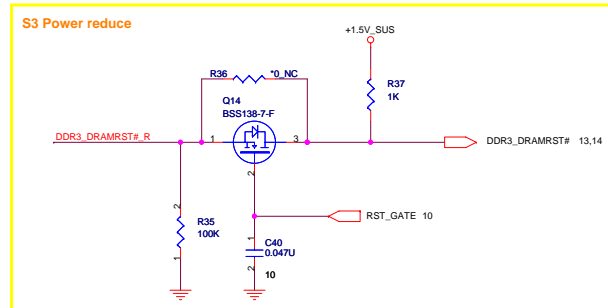 S3 Power reduce
+1.5V_SUS
R36
*0_NC
R37
1K
Q14
BSS138-7-F
DDR3_DRAMRST#_R
1
3
DDR3_DRAMRST# 13,14
2
RST_GATE 10
2
R35
100K
1
1
C40
0.047U
2
10